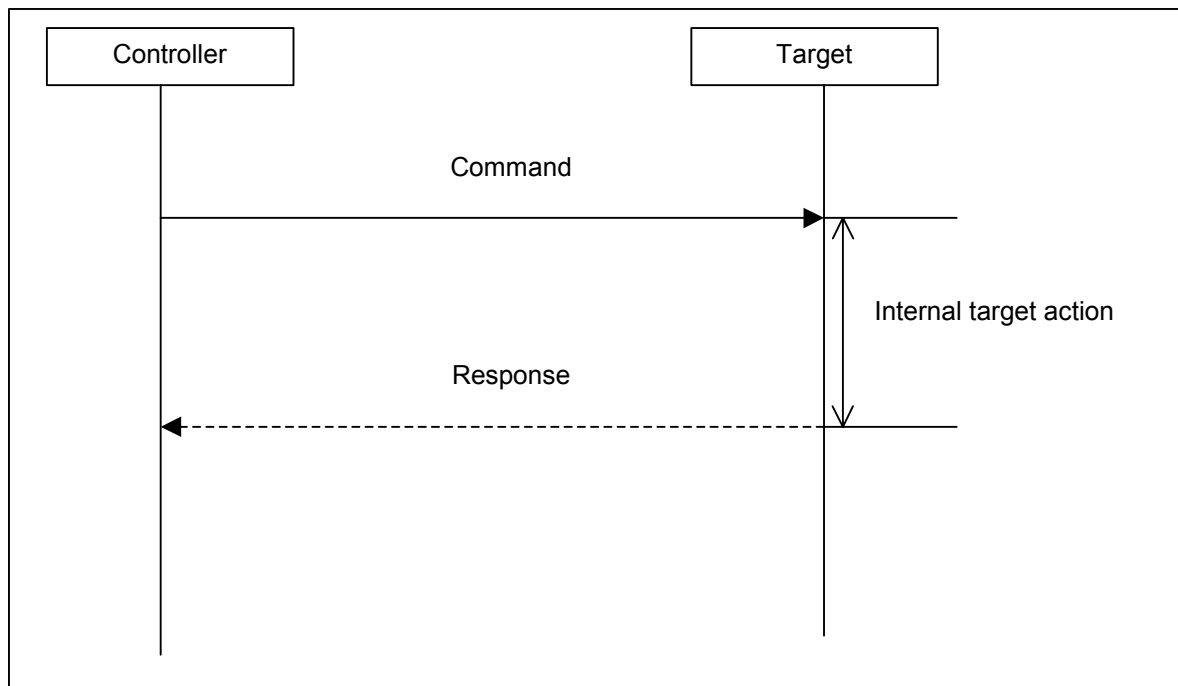 Controller
Target
Command
Internal target action
Response